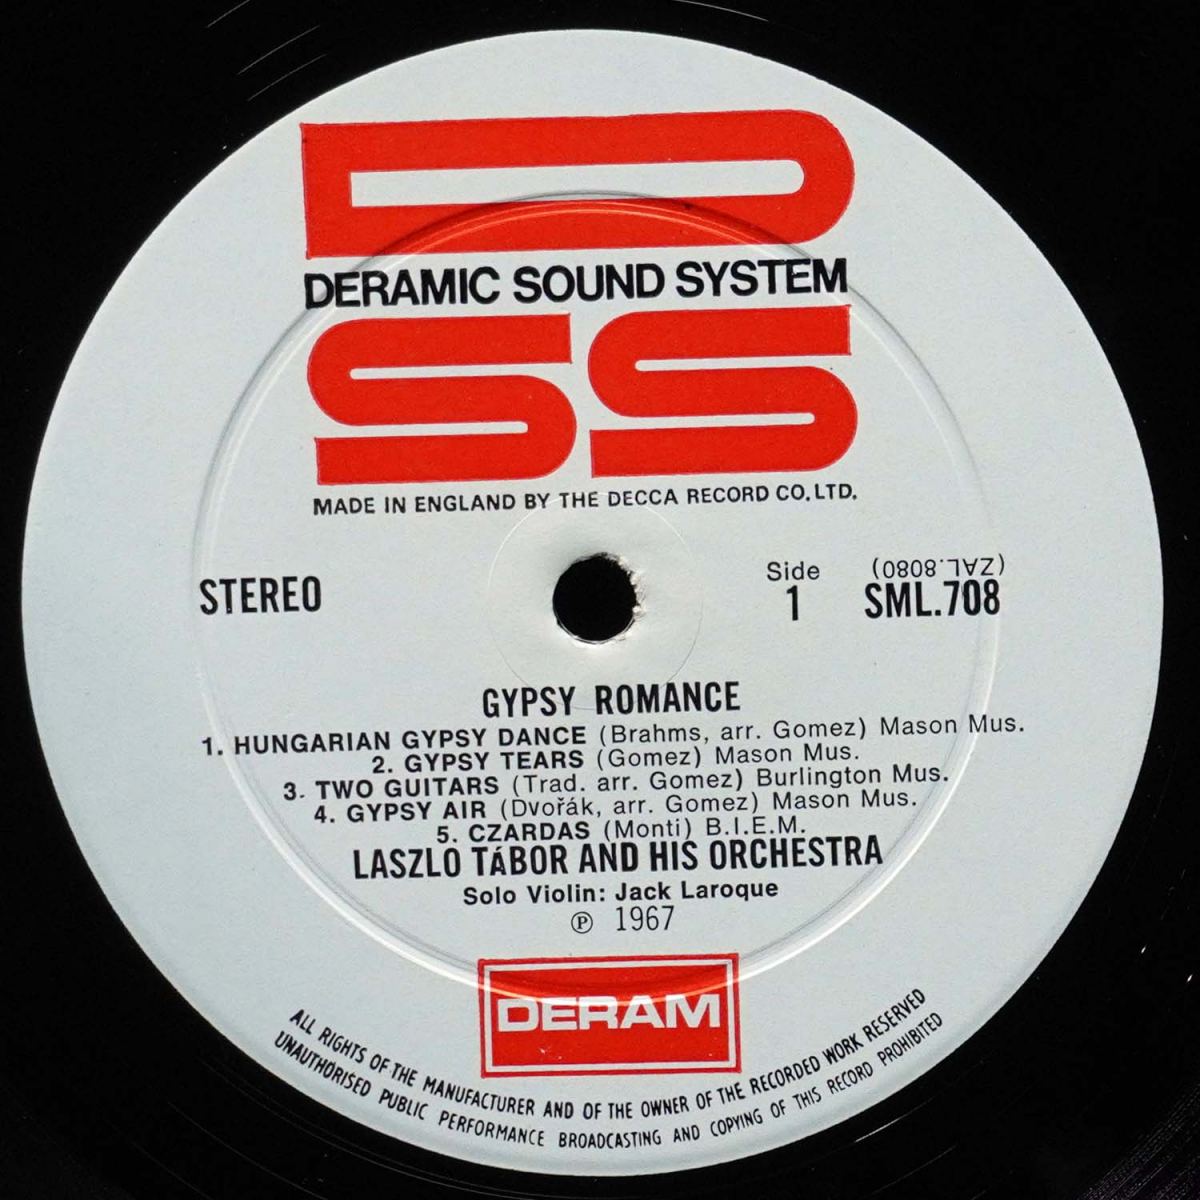 D
DERAMIC SOUND SYSTEM
SS
MADE IN ENGLAND BY THE DECCA RECORD CO. LTD.
STEREO
Side
1
(ZAL.8080)
SML.708
GYPSY ROMANCE
1. HUNGARIAN GYPSY DANCE (Brahms, arr. Gomez) Mason Mus.
2. GYPSY TEARS (Gomez) Mason Mus.
3. TWO GUITARS (Trad. arr. Gomez) Burlington Mus.
4. GYPSY AIR (Dvořák, arr. Gomez) Mason Mus.
5. CZARDAS (Monti) B.I.E.M.
LASZLO TÁBOR AND HIS ORCHESTRA
Solo Violin: Jack Laroque
℗ 1967
DERAM
ALL RIGHTS OF THE MANUFACTURER AND OF THE OWNER OF THE RECORDED WORK RESERVED
UNAUTHORISED PUBLIC PERFORMANCE BROADCASTING AND COPYING OF THIS RECORD PROHIBITED